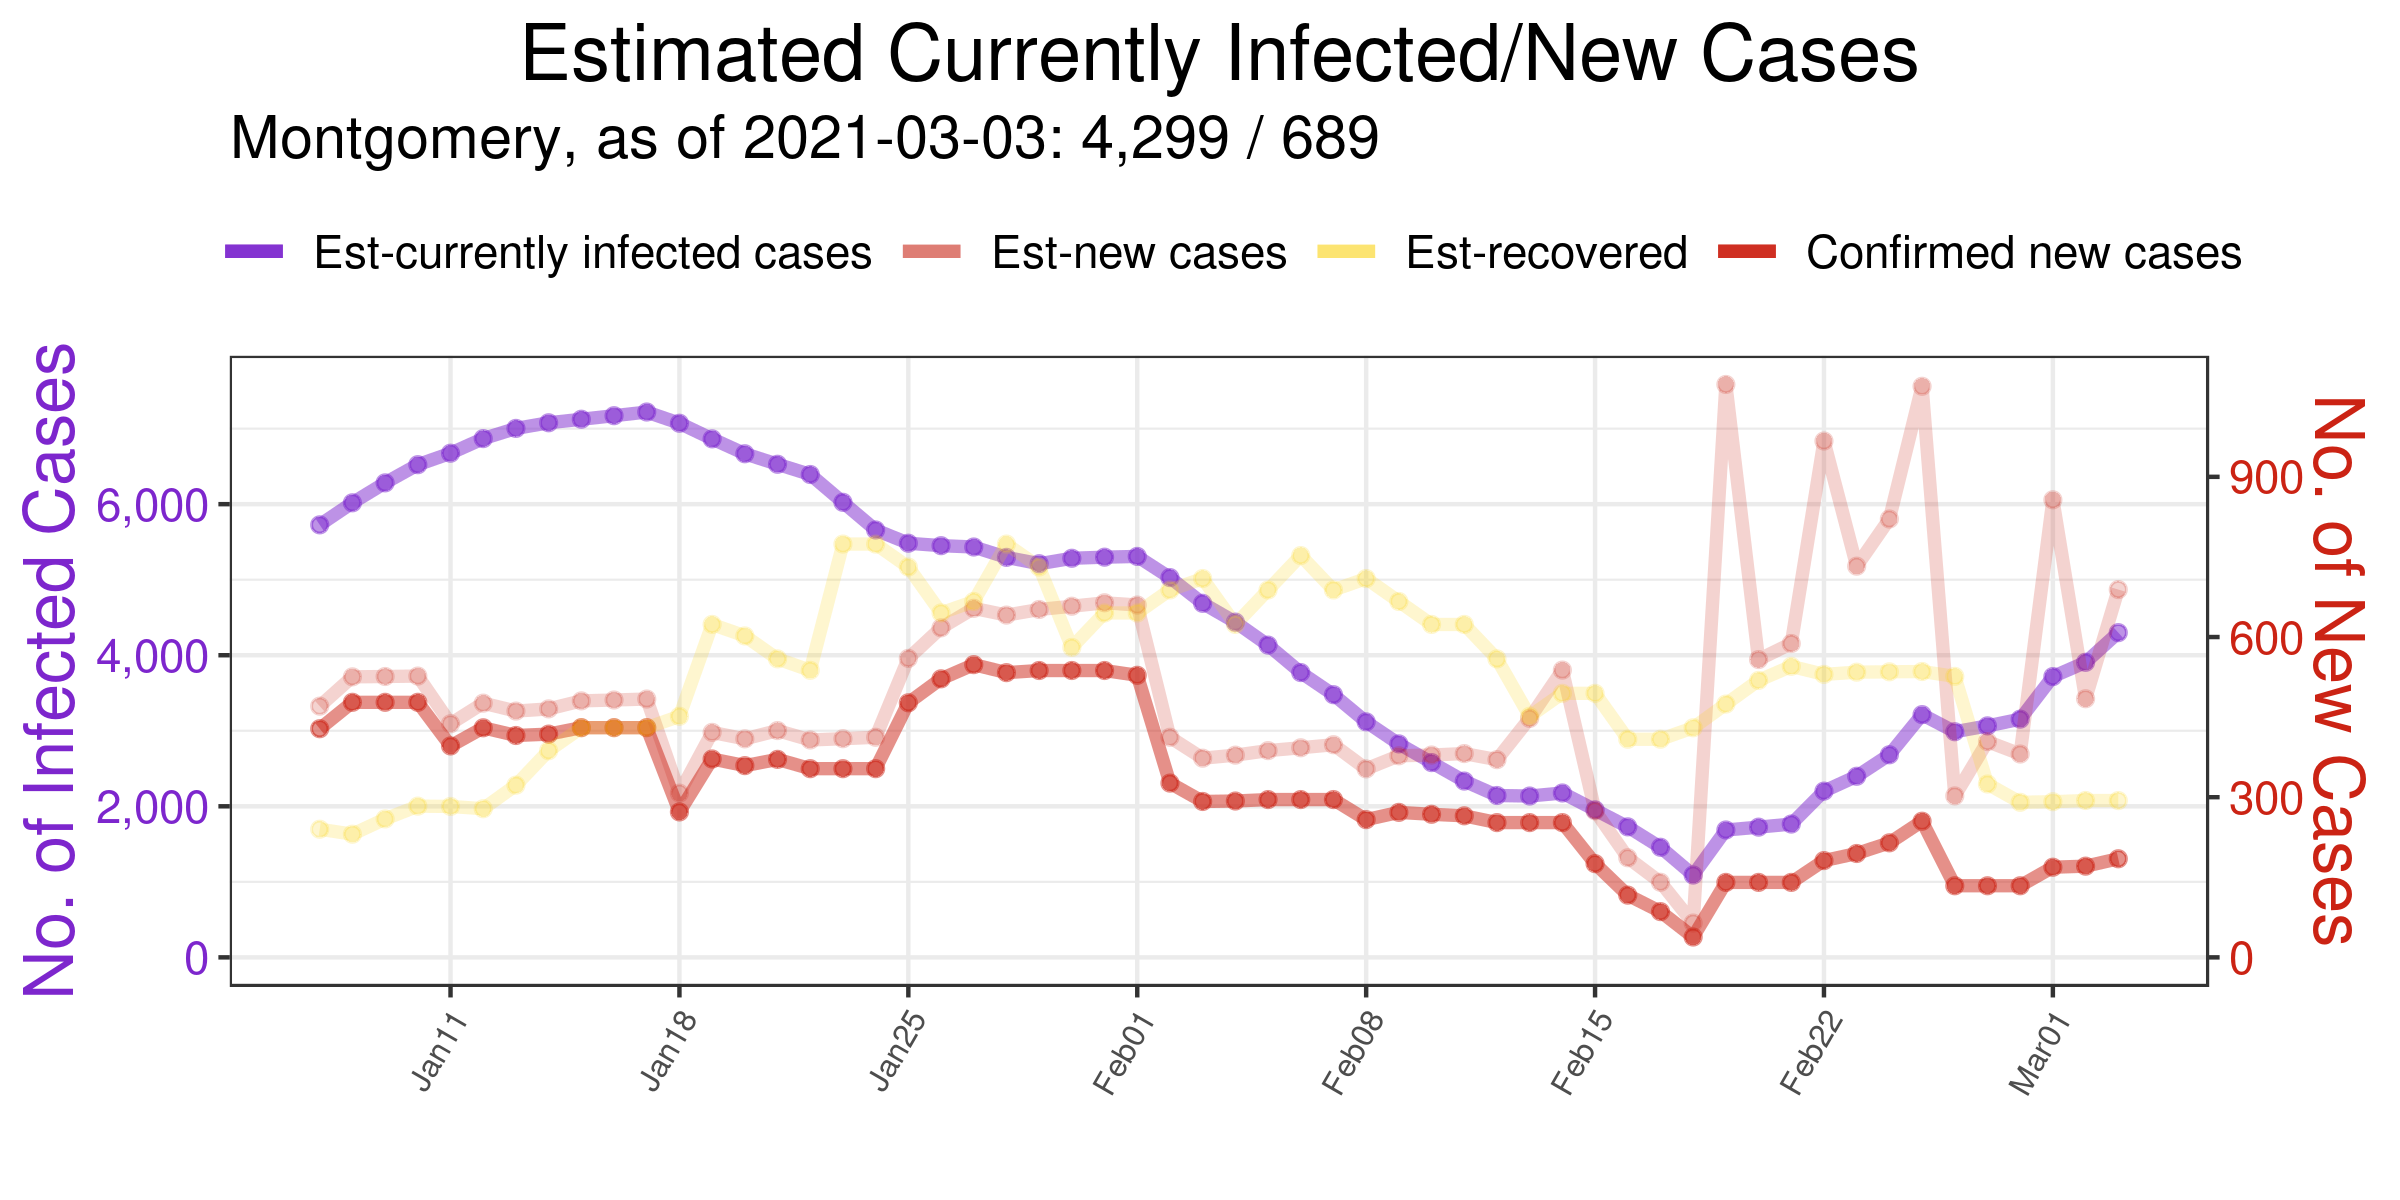 Estimated Currently Infected/New Cases
Montgomery, as of 2021-03-03: 4,299 / 689
Est-currently infected cases
Est-new cases
Est-recovered
Confirmed new cases
No. of Infected Cases
6,000
4,000
2,000
0
900
600
300
0
No. of New Cases
Jan11
Jan18
Jan25
Feb01
Feb08
Feb15
Feb22
Mar01